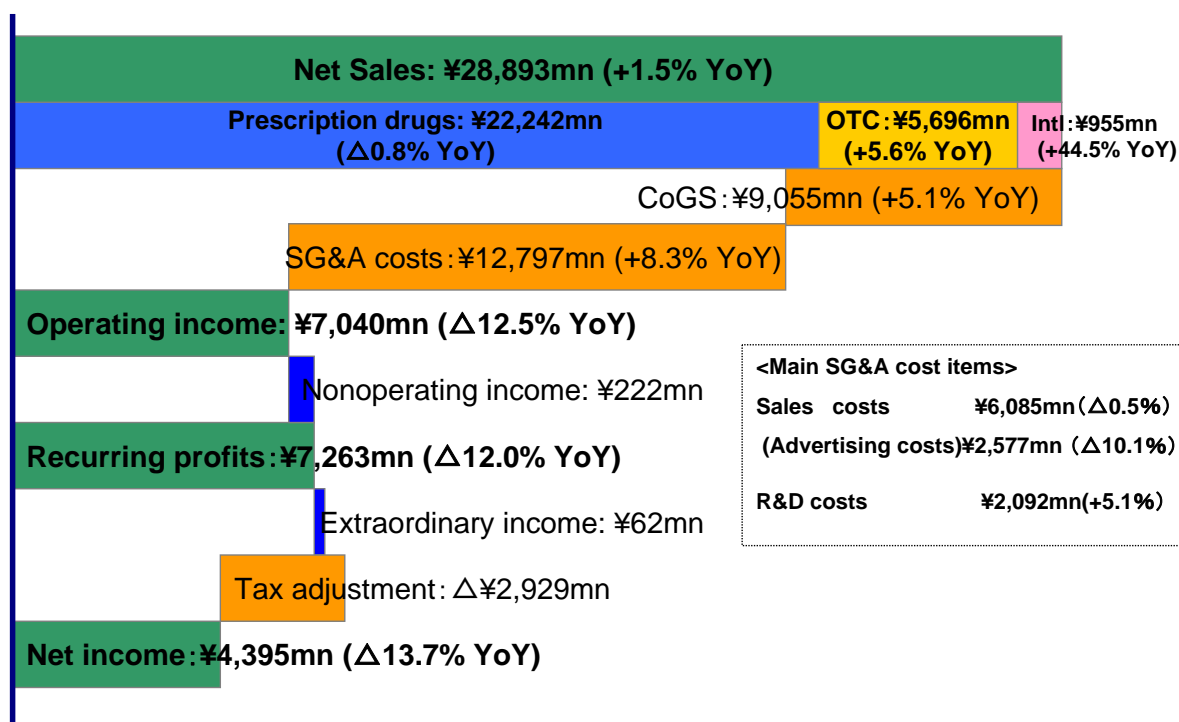 Net Sales: ¥28,893mn (+1.5% YoY)
Prescription drugs: ¥22,242mn
(△0.8% YoY)
OTC：¥5,696mn
(+5.6% YoY)
Intl：¥955mn
(+44.5% YoY)
CoGS：¥9,055mn (+5.1% YoY)
SG&A costs：¥12,797mn (+8.3% YoY)
Operating income: ¥7,040mn (△12.5% YoY)
Nonoperating income: ¥222mn
Recurring profits：¥7,263mn (△12.0% YoY)
Extraordinary income: ¥62mn
Tax adjustment：△¥2,929mn
Net income：¥4,395mn (△13.7% YoY)
<Main SG&A cost items>
Sales costs ¥6,085mn（△0.5%）
(Advertising costs)¥2,577mn （△10.1%）
R&D costs ¥2,092mn(+5.1％）